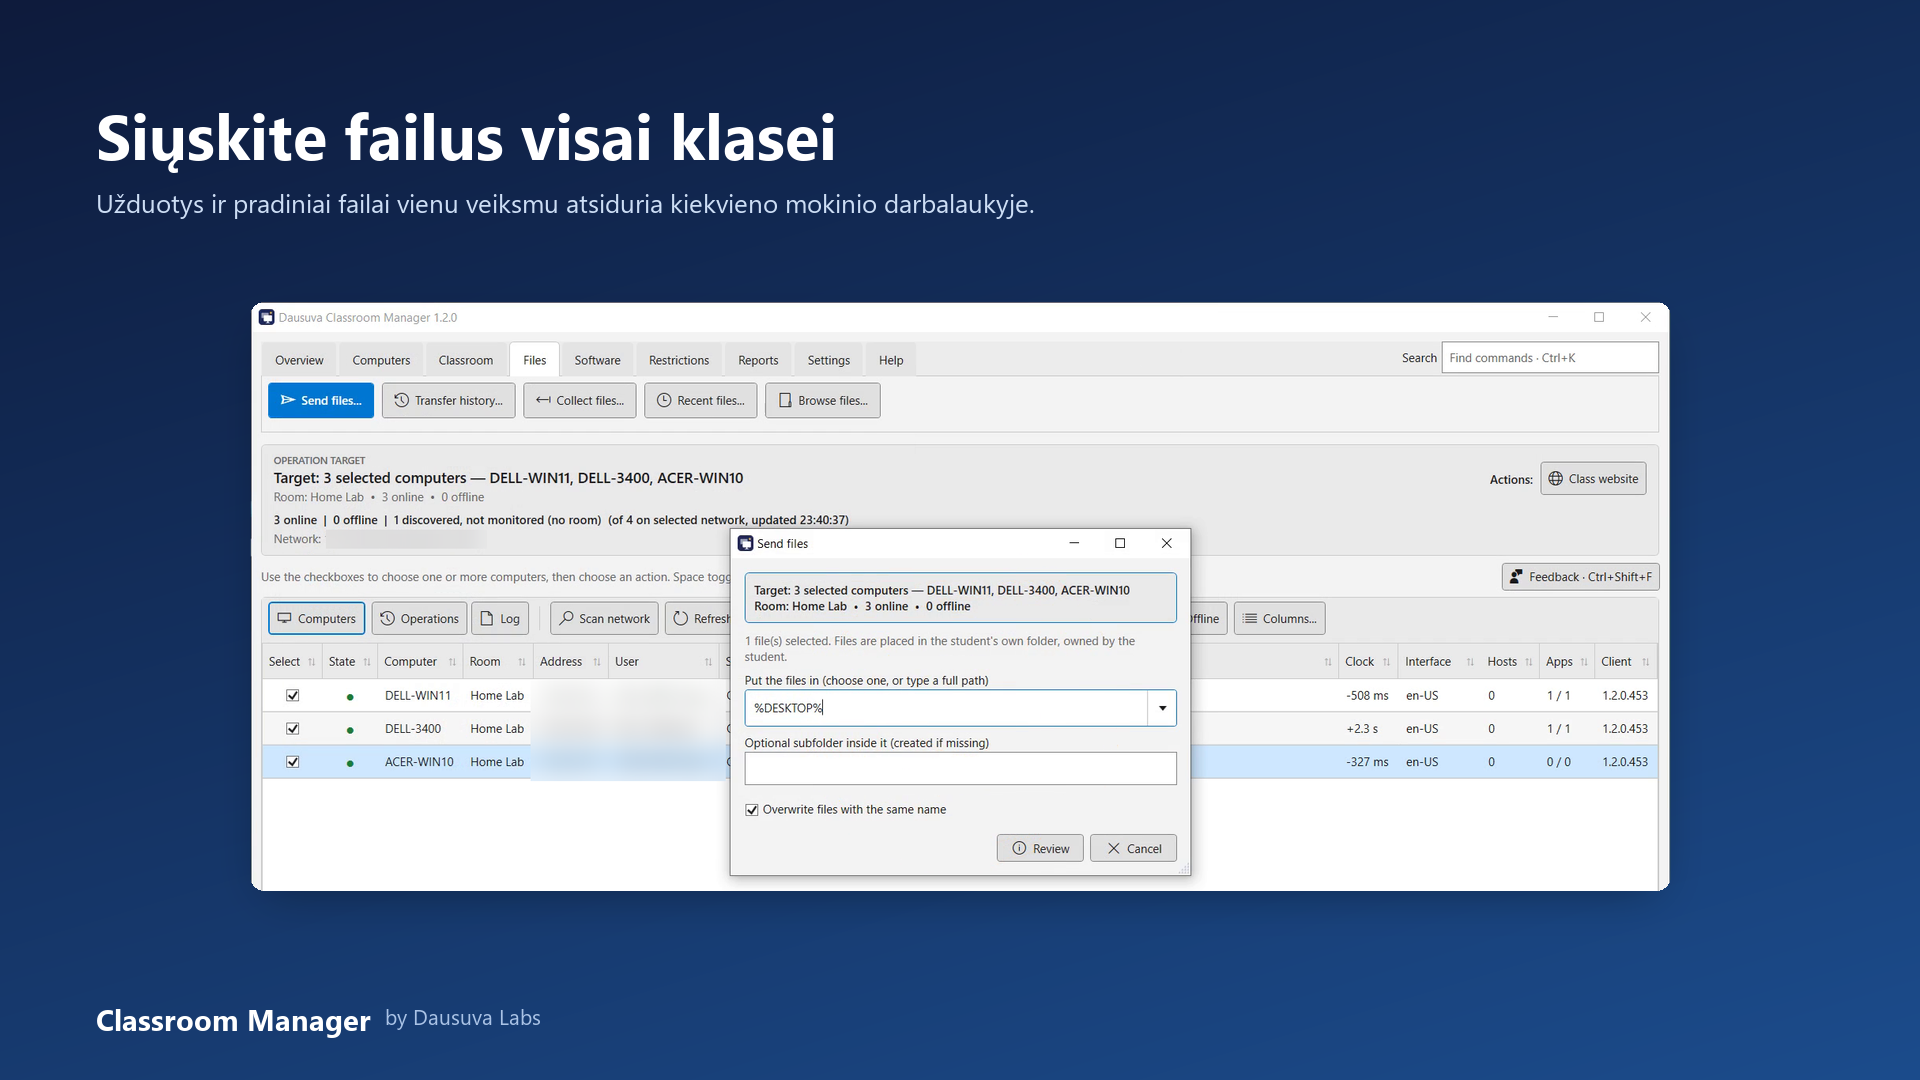 Siųskite failus visai klasei
Užduotys ir pradiniai failai vienu veiksmu atsiduria kiekvieno mokinio darbalaukyje.
Dausuva Classroom Manager 1.2.0
Overview Computers Classroom Files Software Restrictions Reports Settings Help Search Find commands · Ctrl+K
Send files... Transfer history... Collect files... Recent files... Browse files...
OPERATION TARGET
Target: 3 selected computers — DELL-WIN11, DELL-3400, ACER-WIN10
Room: Home Lab • 3 online • 0 offline
Actions: Class website
3 online | 0 offline | 1 discovered, not monitored (no room) (of 4 on selected network, updated 23:40:37)
Network:
Use the checkboxes to choose one or more computers, then choose an action. Space
Feedback · Ctrl+Shift+F
Computers Operations Log Scan network Columns...
Select State Computer Room Address User Clock Interface Hosts Apps Client
DELL-WIN11 Home Lab -508 ms en-US 0 1 / 1 1.2.0.453
DELL-3400 Home Lab +2.3 s en-US 0 1 / 1 1.2.0.453
ACER-WIN10 Home Lab -327 ms en-US 0 0 / 0 1.2.0.453
Send files
Target: 3 selected computers — DELL-WIN11, DELL-3400, ACER-WIN10
Room: Home Lab • 3 online • 0 offline
1 file(s) selected. Files are placed in the student's own folder, owned by the
student.
Put the files in (choose one, or type a full path)
%DESKTOP%
Optional subfolder inside it (created if missing)
Overwrite files with the same name
Review Cancel
Classroom Manager by Dausuva Labs